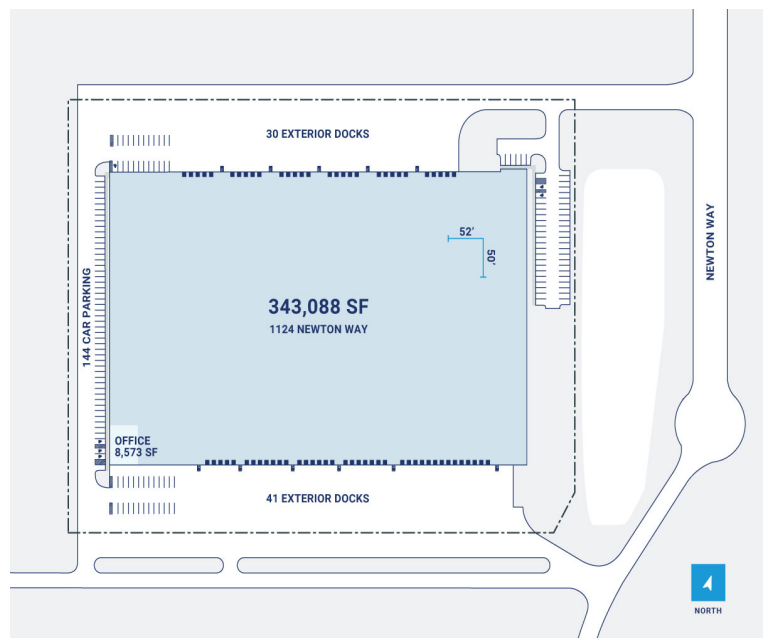 30 EXTERIOR DOCKS
52'
50'
NEWTON WAY
343,088 SF
1124 NEWTON WAY
144 CAR PARKING
OFFICE
8,573 SF
41 EXTERIOR DOCKS
NORTH